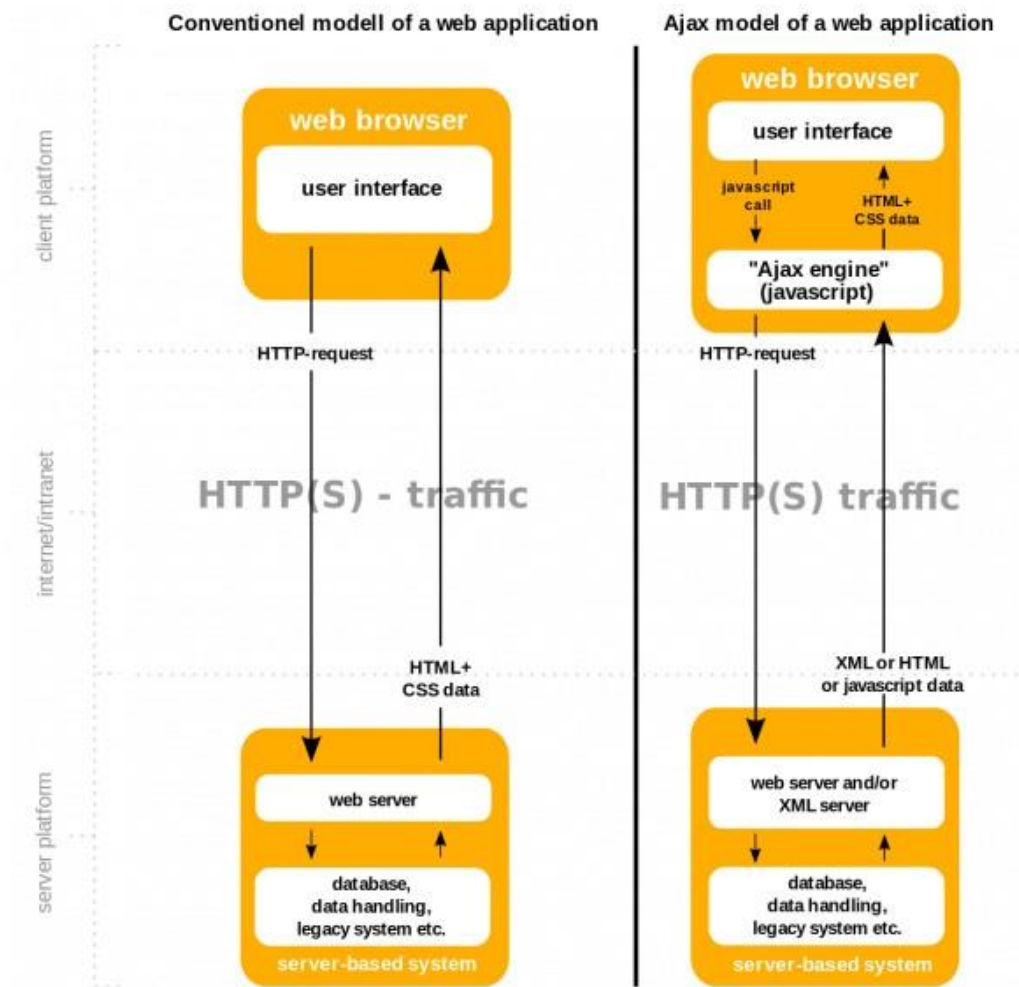 Conventionel modell of a web application
web browser
user interface
HTTP-request
HTTP(S) - traffic
HTML+
CSS data
web server
database,
data handling,
legacy system etc.
server-based system
Ajax model of a web application
web browser
user interface
javascript
call
HTML+
CSS data
"Ajax engine"
(javascript)
HTTP-request
HTTP(S) traffic
XML or HTML
or javascript data
web server and/or
XML server
database,
data handling,
legacy system etc.
server-based system
client platform
internet/intranet
server platform